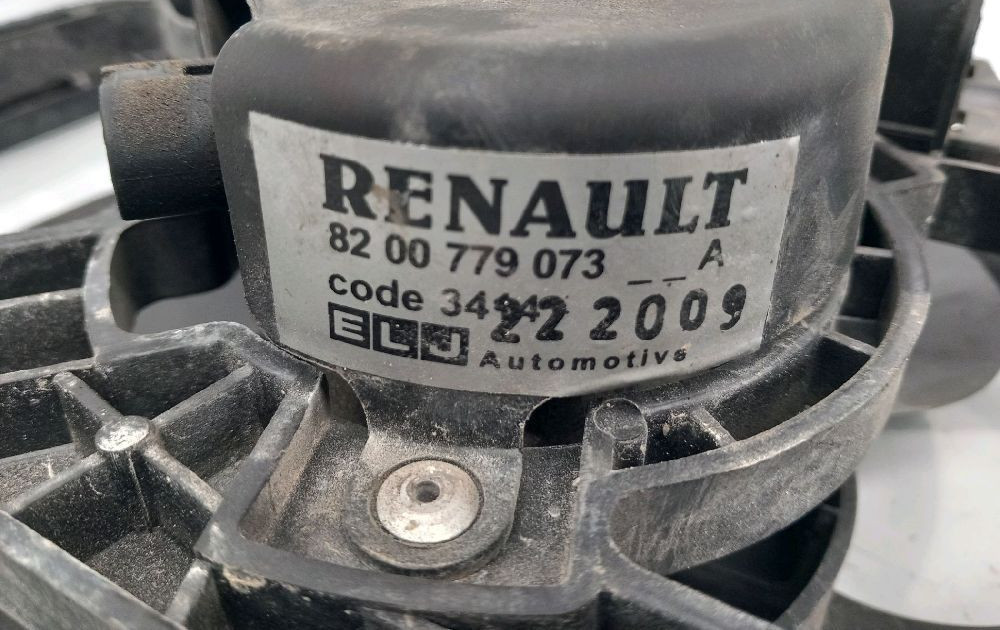 RENAULT
82 00 779 073 _ _ A
code
22 2009
Automotive